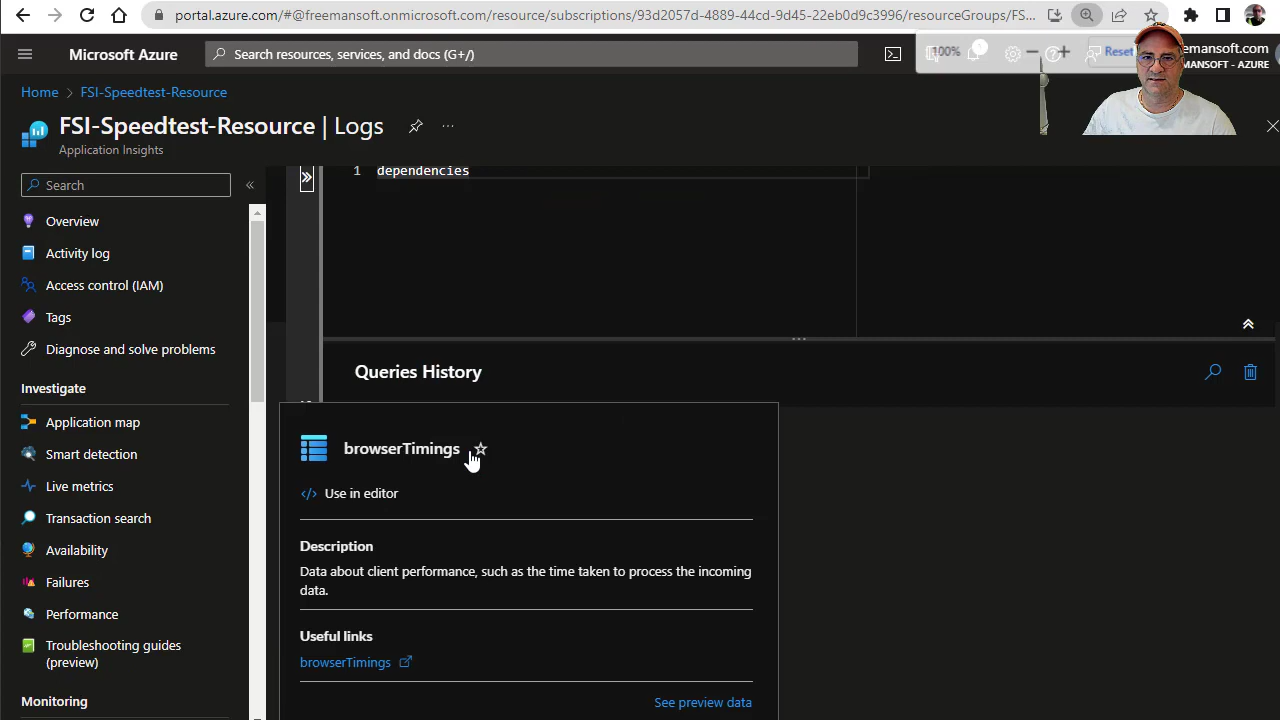 portal.azure.com/#@freemansoft.onmicrosoft.com/resource/subscriptions/93d2057d-4889-44cd-9d45-22eb0d9c3996/resourceGroups/FS...
Microsoft Azure
Search resources, services, and docs (G+/)
100%
1
Reset
emansoft.com
MANSOFT - AZURE
Home > FSI-Speedtest-Resource
FSI-Speedtest-Resource | Logs
Application Insights
Search
Overview
Activity log
Access control (IAM)
Tags
Diagnose and solve problems
Investigate
Application map
Smart detection
Live metrics
Transaction search
Availability
Failures
Performance
Troubleshooting guides
(preview)
Monitoring
1 dependencies
Queries History
browserTimings
</> Use in editor
Description
Data about client performance, such as the time taken to process the incoming
data.
Useful links
browserTimings
See preview data